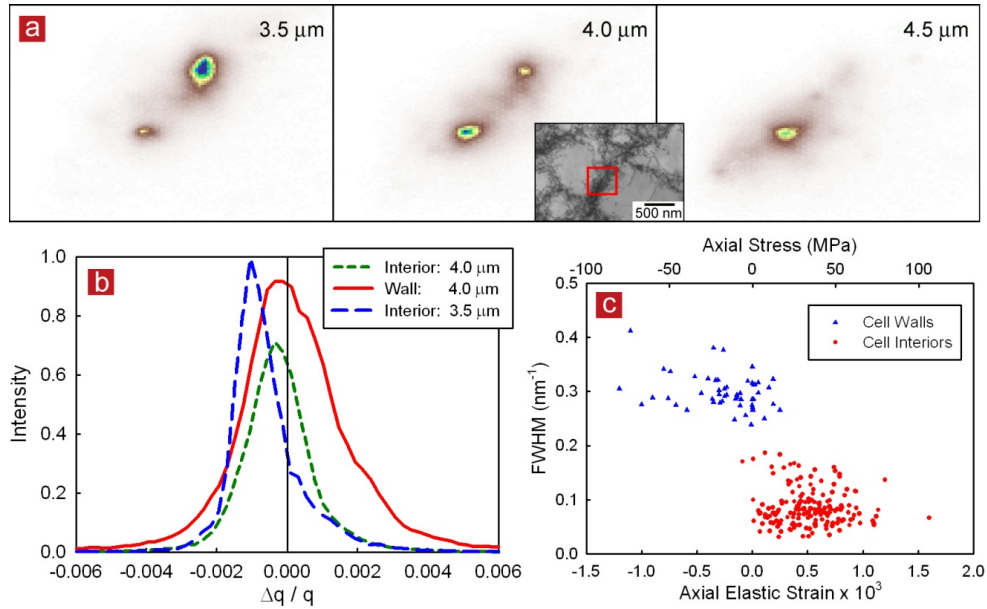 a
3.5 µm
4.0 µm
4.5 µm
500 nm
b
Interior: 4.0 µm
Wall: 4.0 µm
Interior: 3.5 µm
Intensity
1.0
0.8
0.6
0.4
0.2
0.0
-0.006 -0.004 -0.002 0.000 0.002 0.004 0.006
Δq / q
Axial Stress (MPa)
-100 -50 0 50 100
c
Cell Walls
Cell Interiors
FWHM (nm⁻¹)
0.5
0.4
0.3
0.2
0.1
0.0
-1.5 -1.0 -0.5 0.0 0.5 1.0 1.5 2.0
Axial Elastic Strain x 10³